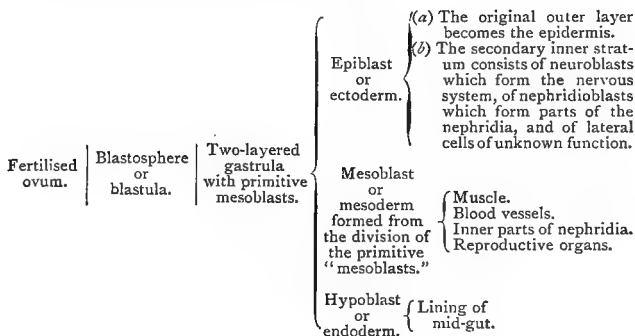 (a) The original outer layer
becomes the epidermis.
(b) The secondary inner strat-
um consists of neuroblasts
which form the nervous
system, of nephridioblasts
which form parts of the
nephridia, and of lateral
cells of unknown function.
Epiblast
or
ectoderm.
Fertilised
ovum.
Blastosphere
or
blastula.
Two-layered
gastrula
with primitive
mesoblasts.
Mesoblast
or
mesoderm
formed from
the division of
the primitive
"mesoblasts."
Muscle.
Blood vessels.
Inner parts of nephridia.
Reproductive organs.
Hypoblast
or
endoderm.
Lining of
mid-gut.